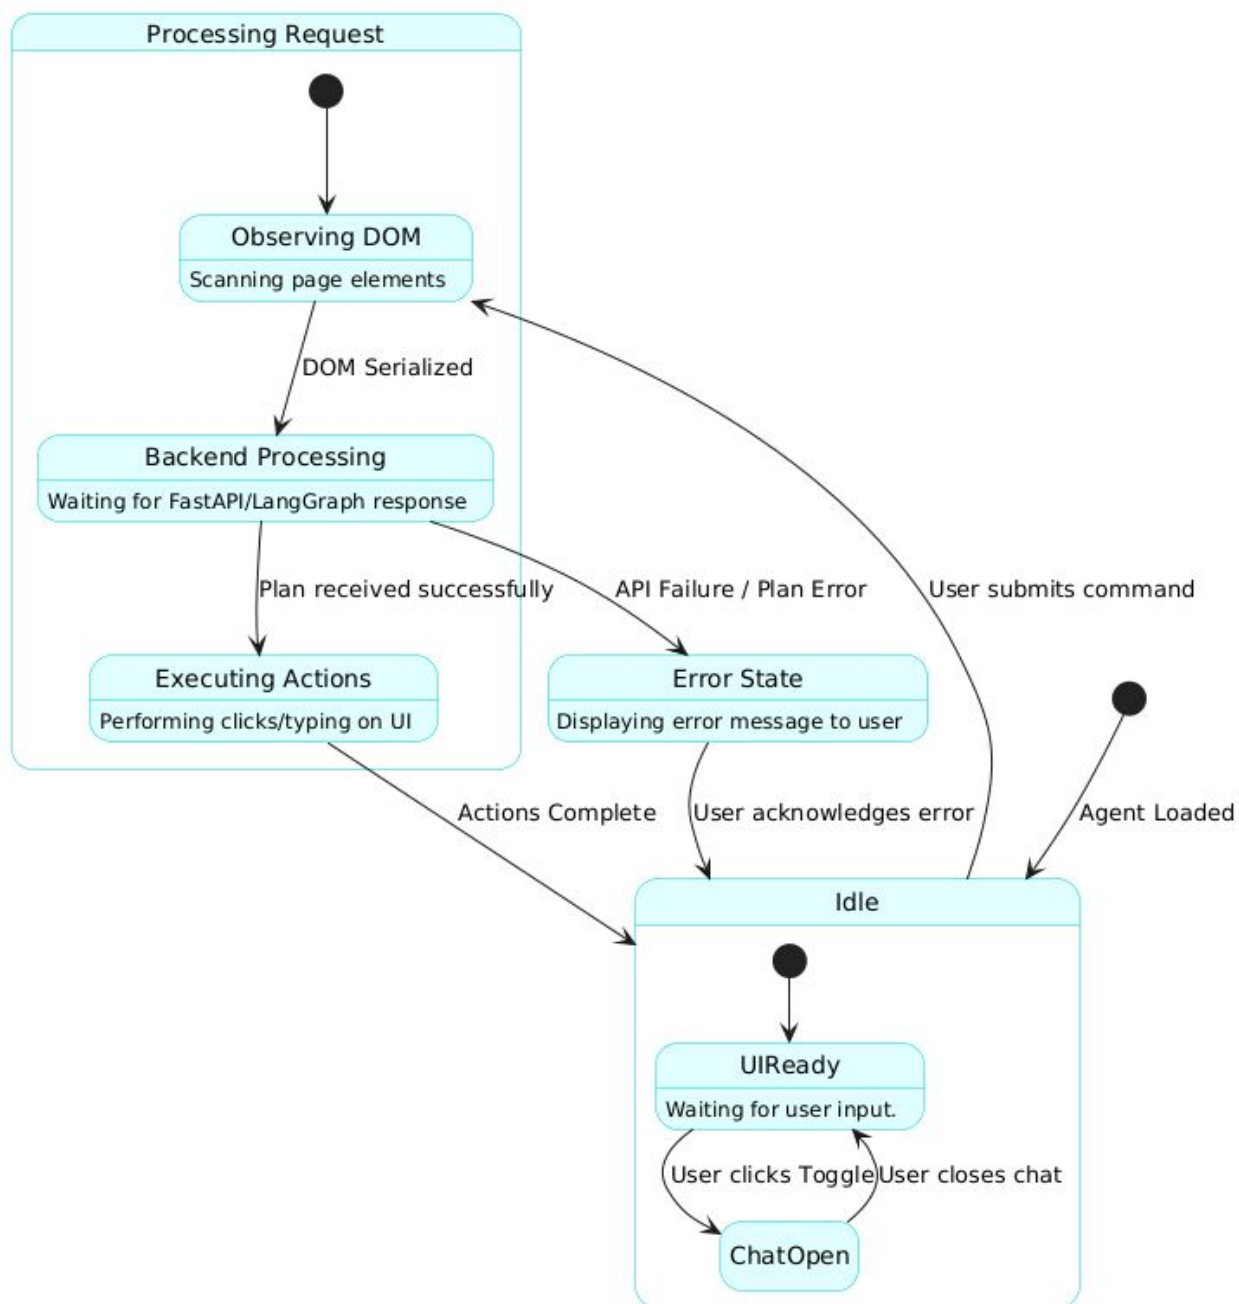 Processing Request
Observing DOM
Scanning page elements
DOM Serialized
Backend Processing
Waiting for FastAPI/LangGraph response
Plan received successfully
API Failure / Plan Error
User submits command
Executing Actions
Performing clicks/typing on UI
Error State
Displaying error message to user
Actions Complete
User acknowledges error
Agent Loaded
Idle
UIReady
Waiting for user input.
User clicks Toggle
User closes chat
ChatOpen